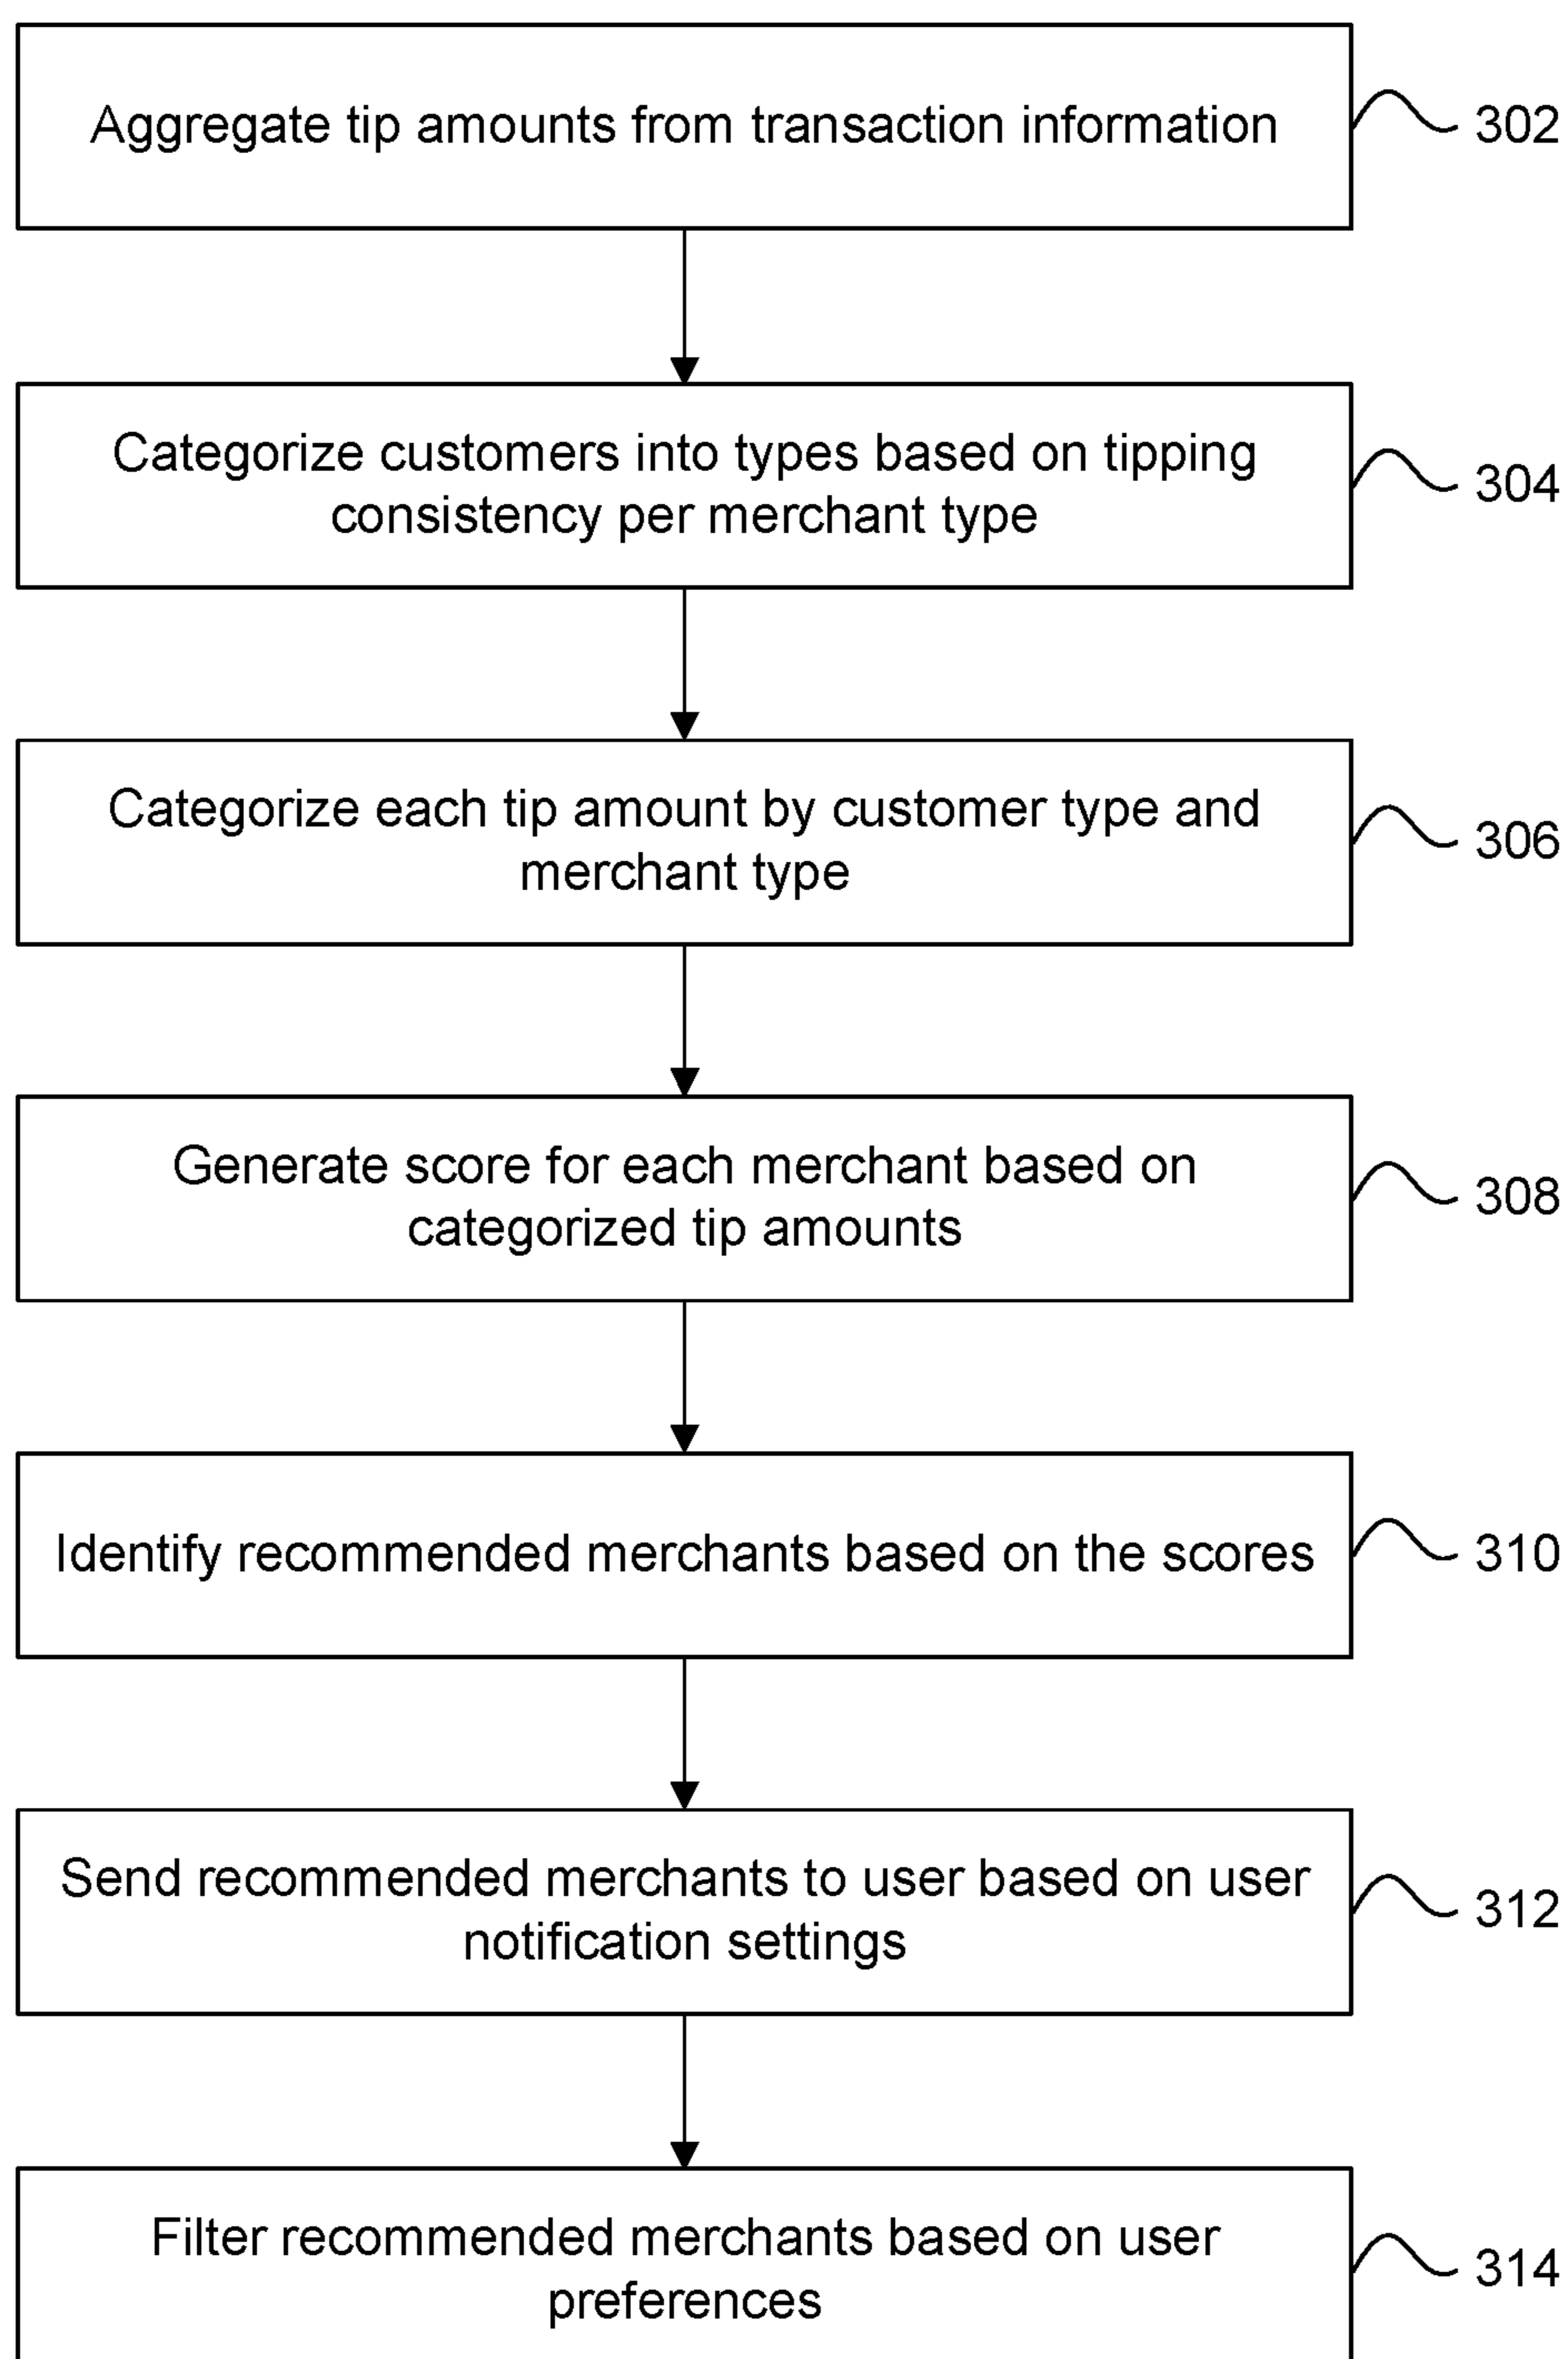 Aggregate tip amounts from transaction information
302
Categorize customers into types based on tipping
consistency per merchant type
304
Categorize each tip amount by customer type and
merchant type
306
Generate score for each merchant based on
categorized tip amounts
308
Identify recommended merchants based on the scores
310
Send recommended merchants to user based on user
notification settings
312
Filter recommended merchants based on user
preferences
314